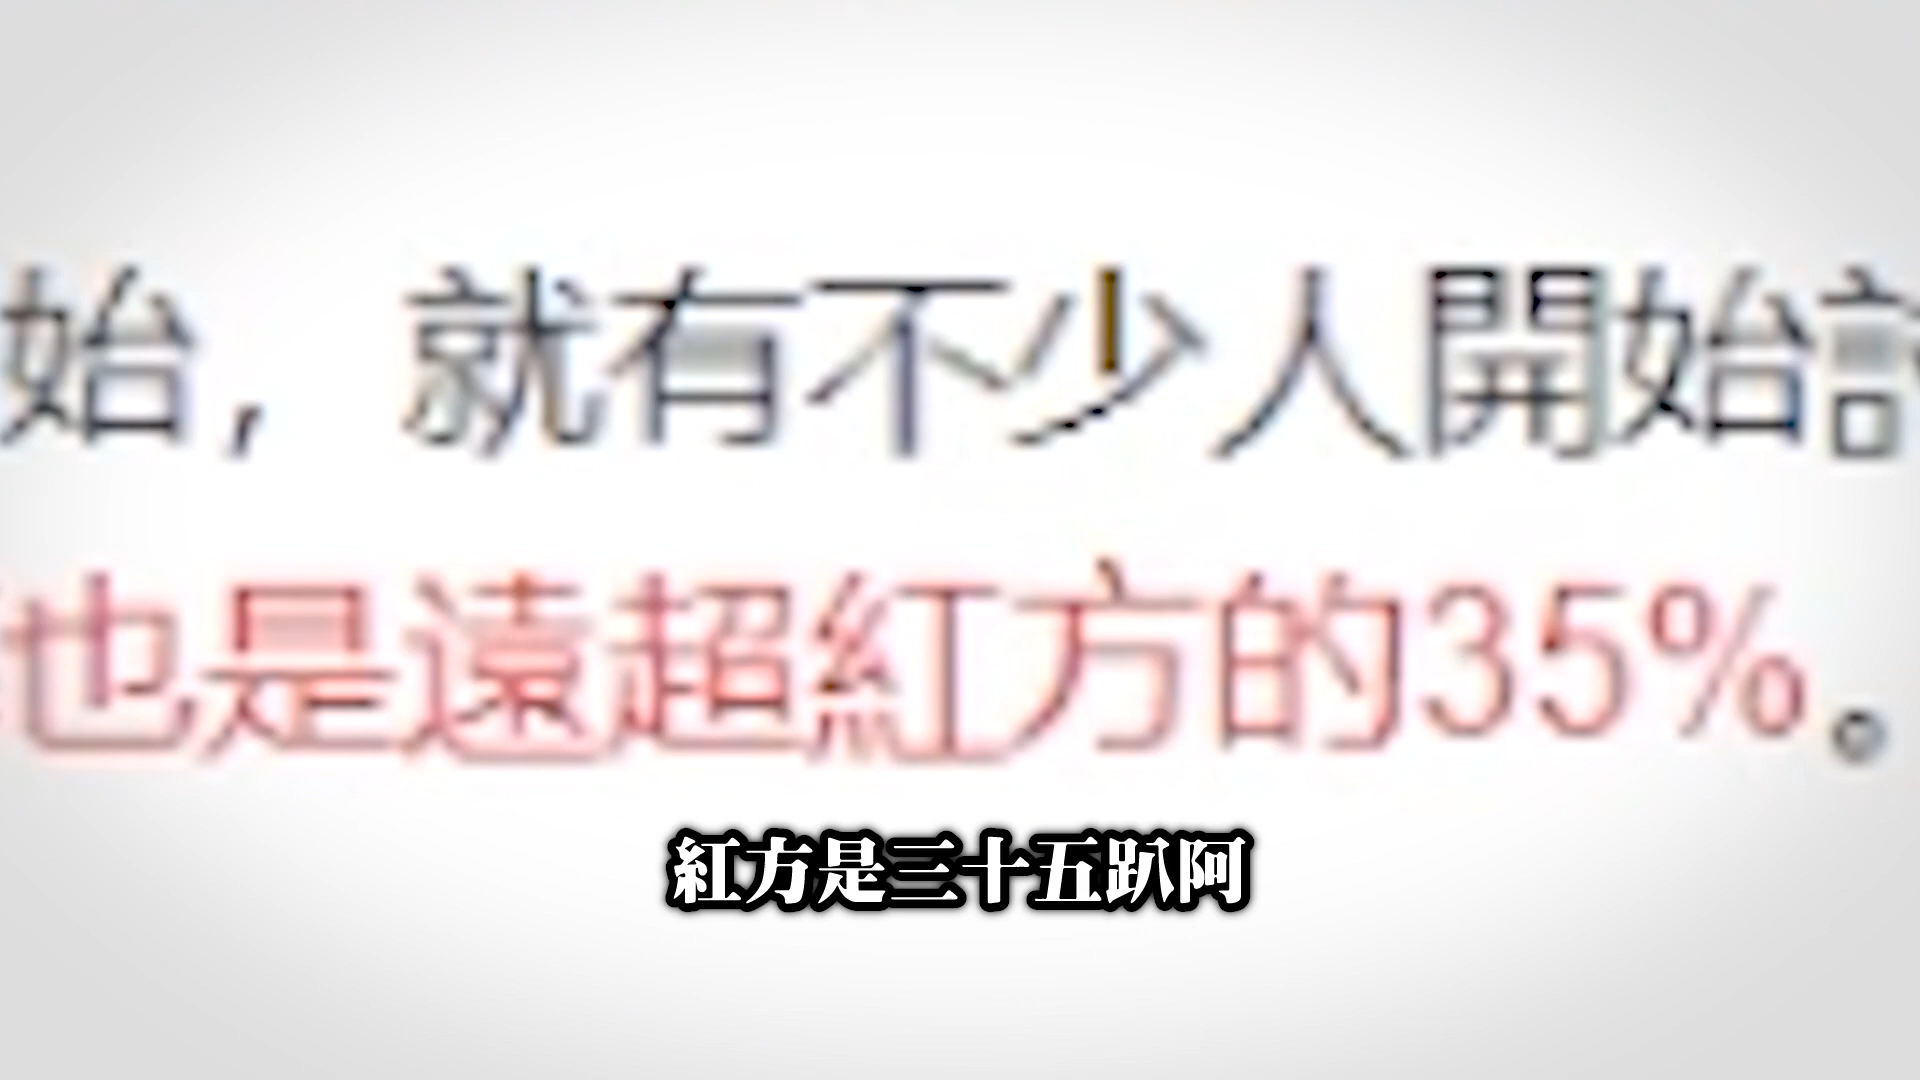 始，就有不少人開始
也是遠超紅方的35%。
紅方是三十五趴阿